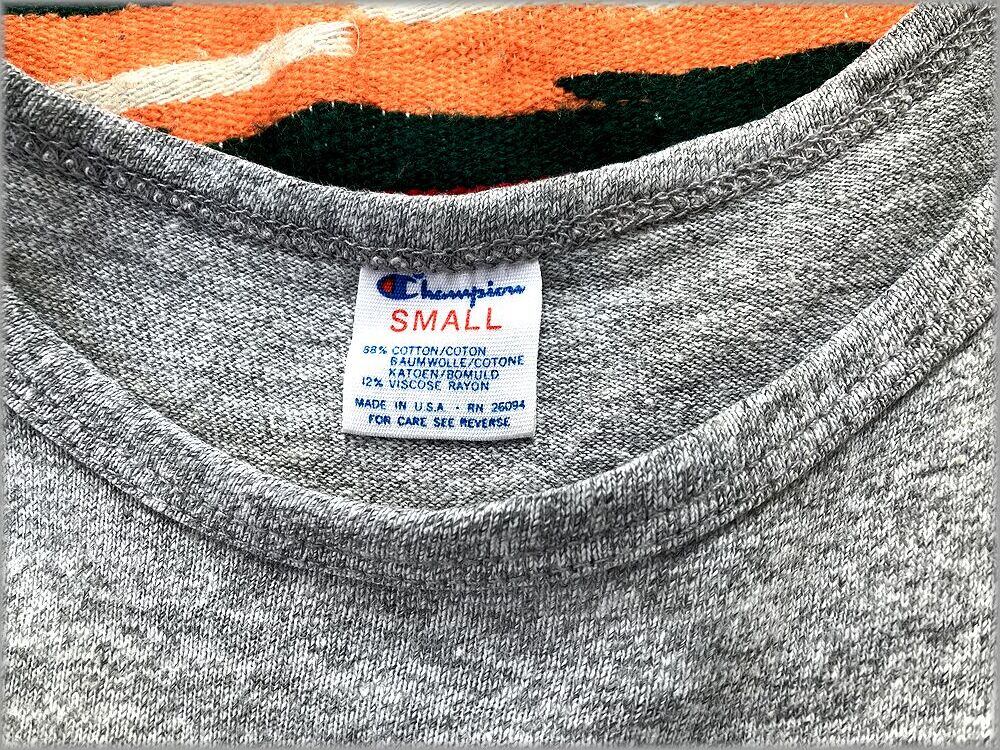 Champion
SMALL
88% COTTON/COTON
BAUMWOLLE/COTONE
KATOEN/BOMULD
12% VISCOSE RAYON
MADE IN U.S.A. · RN 26094
FOR CARE SEE REVERSE